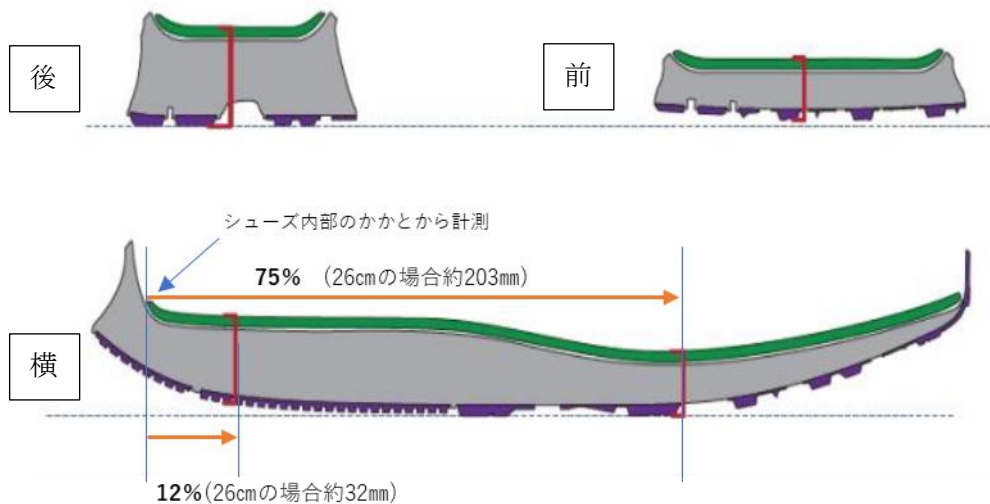 後
前
シューズ内部のかかとから計測
75% (26cmの場合約203㎜)
横
12%(26cmの場合約32㎜)